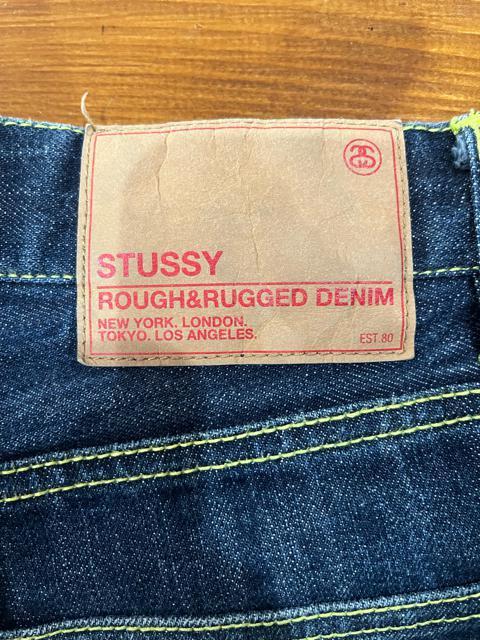 STUSSY
ROUGH&RUGGED DENIM
NEW YORK. LONDON.
TOKYO. LOS ANGELES.
EST.80